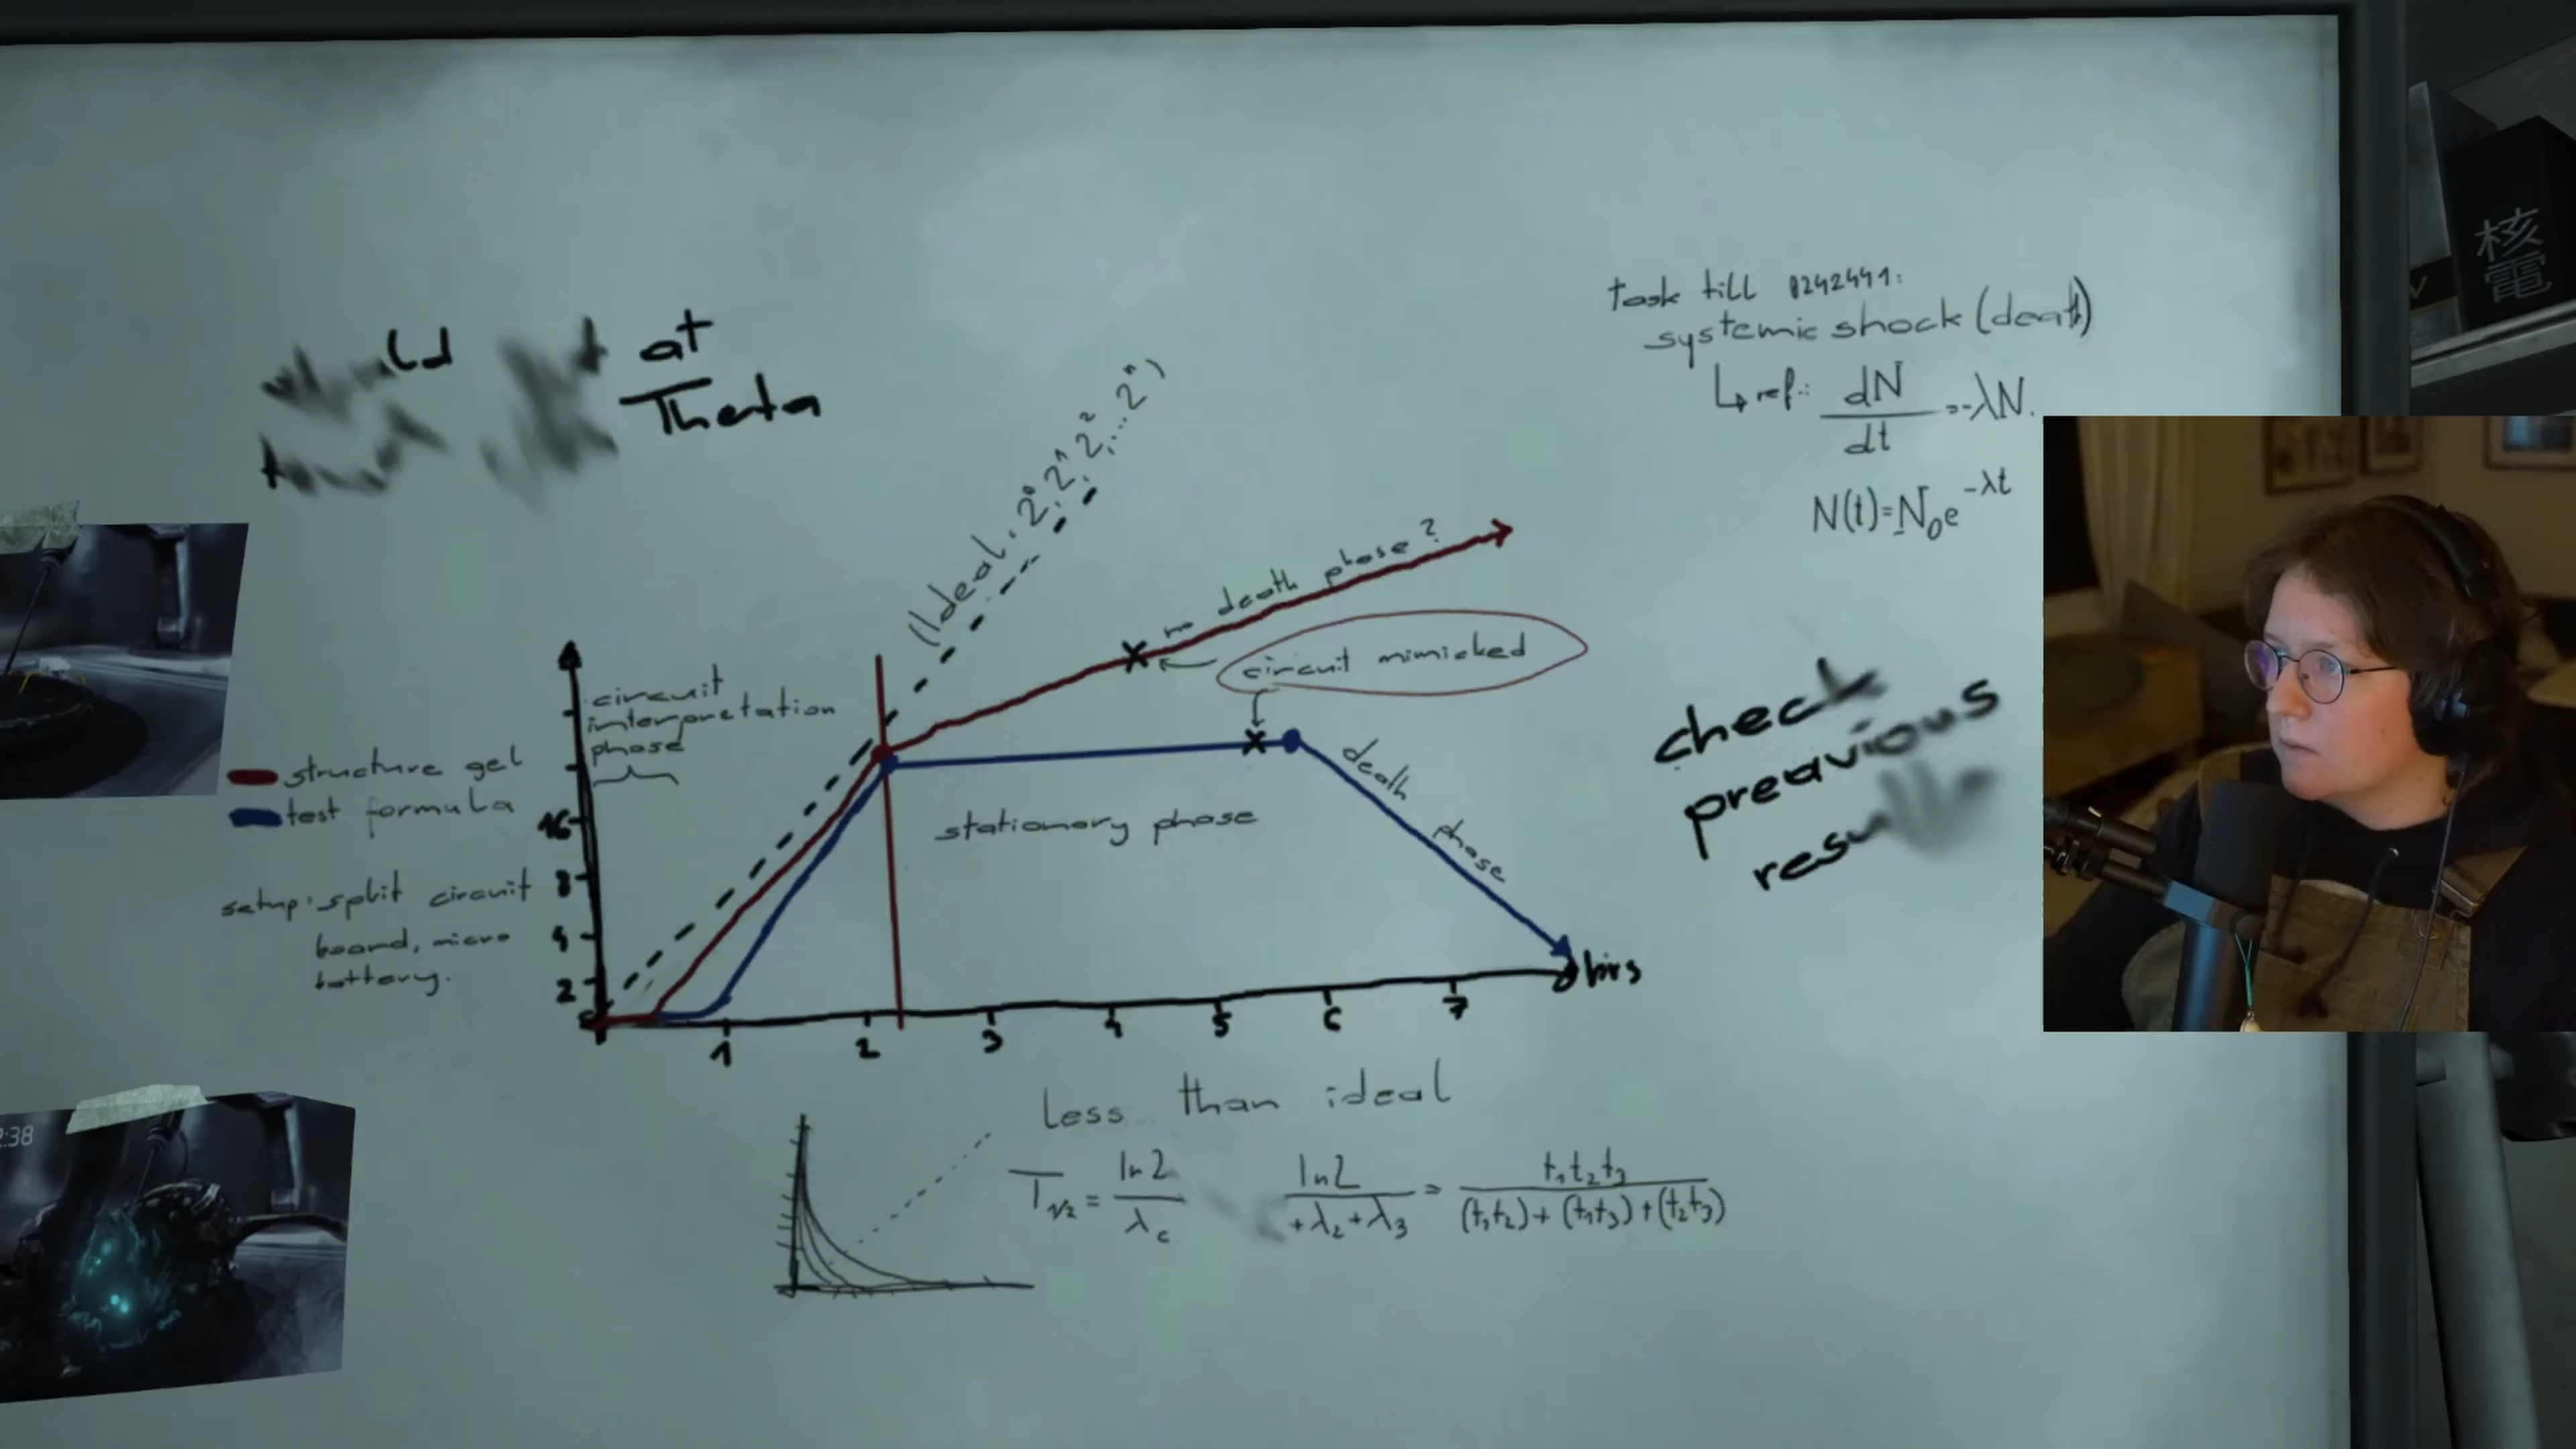 at
Theta
(Ideal: 2⁰, 2¹, 2², ... 2ⁿ)
task till 0242441:
systemic shock (death)
↳ ref.: dN/dt = -λN.
N(t)=N₀e^-λt
no death phase?
circuit mimicked
circuit
interpretation
phase
structure gel
test formula
setup: split circuit
board, micro
battery.
16
8
4
2
stationary phase
death phase
check
preavious
1 2 3 4 5 6 7 hrs
less than ideal
T½ = ln2/λc
ln2/+λ₂+λ₃ = t₁t₂t₃/(t₁t₂)+(t₁t₃)+(t₂t₃)
:38
核
電